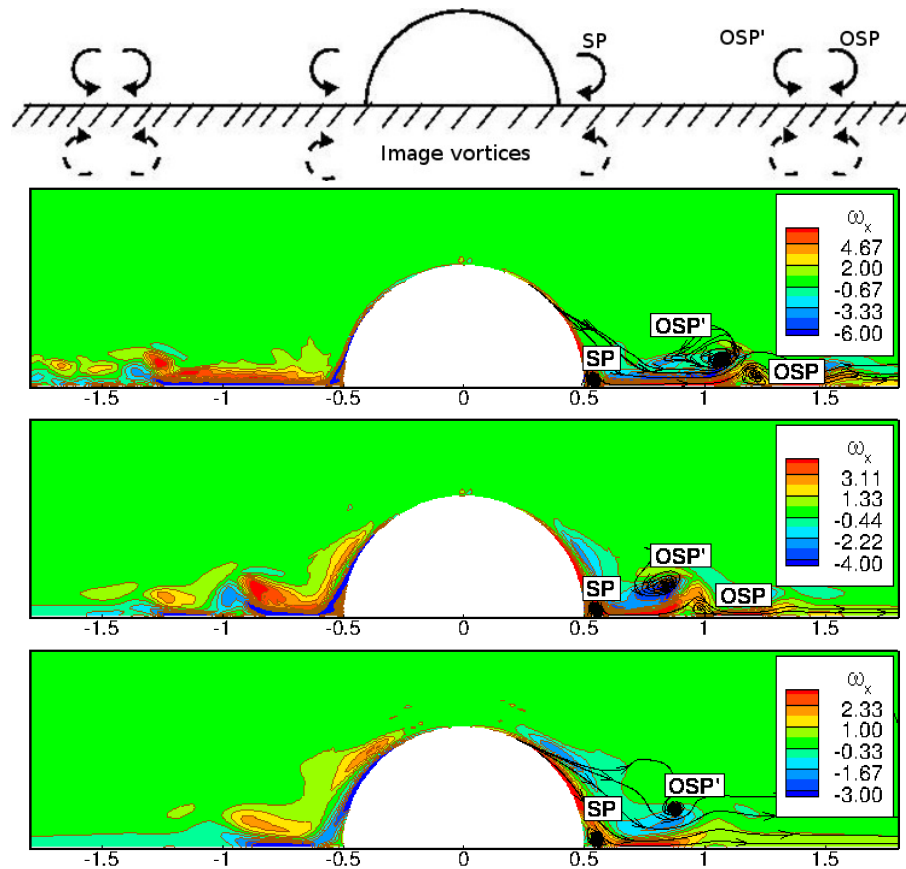 SP OSP' OSP
Image vortices
ω_x
4.67
2.00
-0.67
-3.33
-6.00
OSP'
SP
OSP
-1.5 -1 -0.5 0 0.5 1 1.5
ω_x
3.11
1.33
-0.44
-2.22
-4.00
OSP'
SP
OSP
-1.5 -1 -0.5 0 0.5 1 1.5
ω_x
2.33
1.00
-0.33
-1.67
-3.00
OSP'
SP
-1.5 -1 -0.5 0 0.5 1 1.5